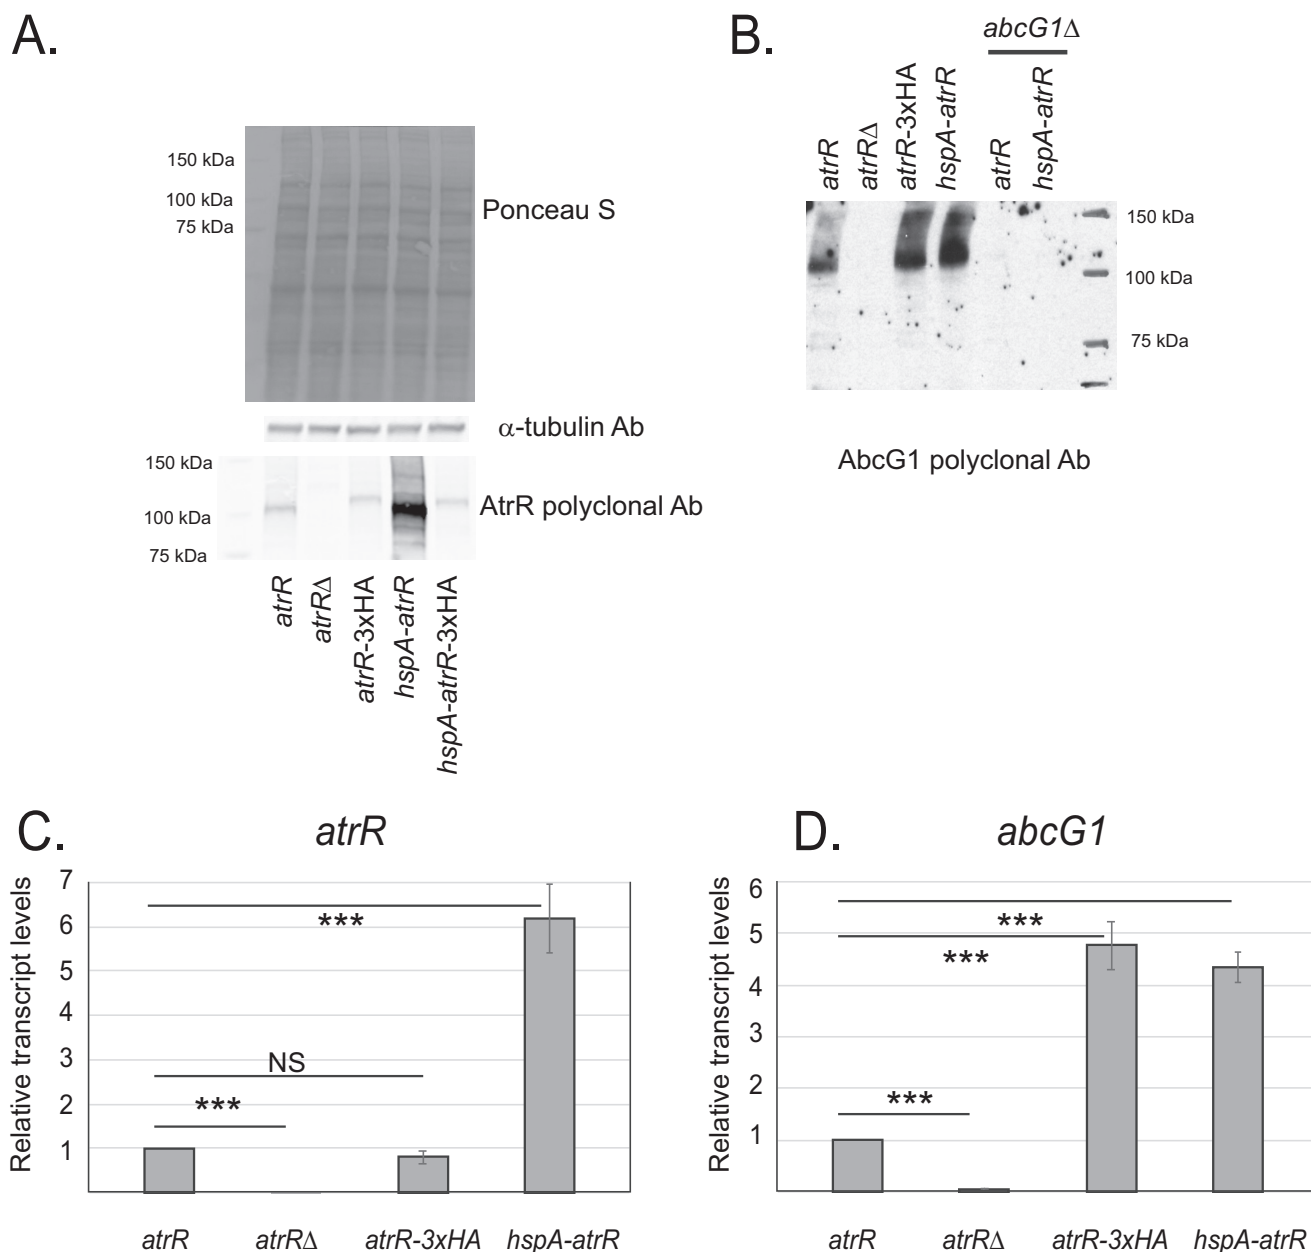 A.
150 kDa
100 kDa
75 kDa
Ponceau S
α-tubulin Ab
150 kDa
100 kDa
75 kDa
AtrR polyclonal Ab
atrR
atrRΔ
atrR-3xHA
hspA-atrR
hspA-atrR-3xHA
B.
abcG1Δ
atrR
atrRΔ
atrR-3xHA
hspA-atrR
atrR
hspA-atrR
150 kDa
100 kDa
75 kDa
AbcG1 polyclonal Ab
C.
atrR
Relative transcript levels
7
6
5
4
3
2
1
***
NS
***
atrR
atrRΔ
atrR-3xHA
hspA-atrR
D.
abcG1
Relative transcript levels
6
5
4
3
2
1
***
***
***
atrR
atrRΔ
atrR-3xHA
hspA-atrR